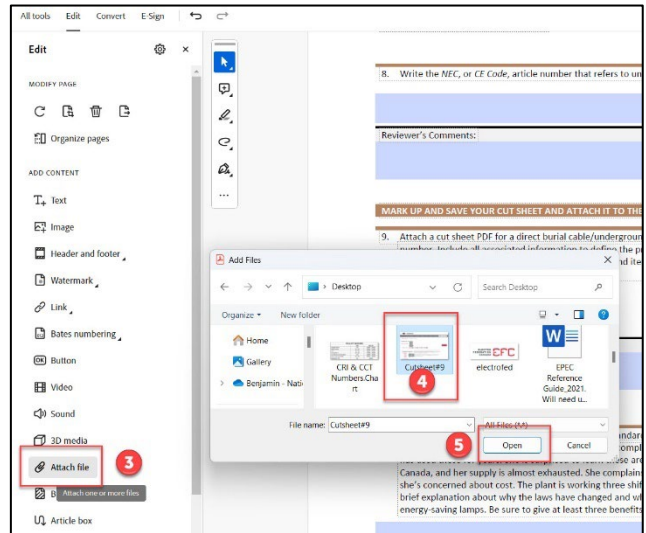 All tools Edit Convert E-Sign
Edit
MODIFY PAGE
Organize pages
ADD CONTENT
T+ Text
Image
Header and footer
Watermark
Link
Bates numbering
OK Button
Video
Sound
3D media
Attach file
3
B
Attach one or more files
Article box
8. Write the NEC, or CE Code, article number that refers to un
Reviewer's Comments:
MARK UP AND SAVE YOUR CUT SHEET AND ATTACH IT TO THE
9. Attach a cut sheet PDF for a direct burial cable/undergroun
number. Include all associated information to define the p
nd ite
Add Files
Desktop
Search Desktop
Organize New folder
Home
Gallery
Benjamin - Nati
CRI & CCT
Numbers.Cha
rt
Cutsheet#9
4
EFC
electrofed
W
EPEC
Reference
Guide_2021.
Will need u...
File name: Cutsheet#9
All Files (*.*)
5
Open
Cancel
ndar
compl
Canada, and her supply is almost exhausted. She complain
she's concerned about cost. The plant is working three shif
brief explanation about why the laws have changed and wh
energy-saving lamps. Be sure to give at least three benefits